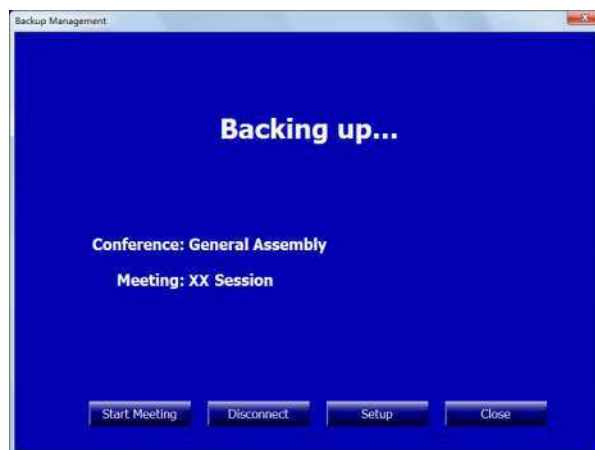 Backup Management
Backing up...
Conference: General Assembly
Meeting: XX Session
Start Meeting Disconnect Setup Close